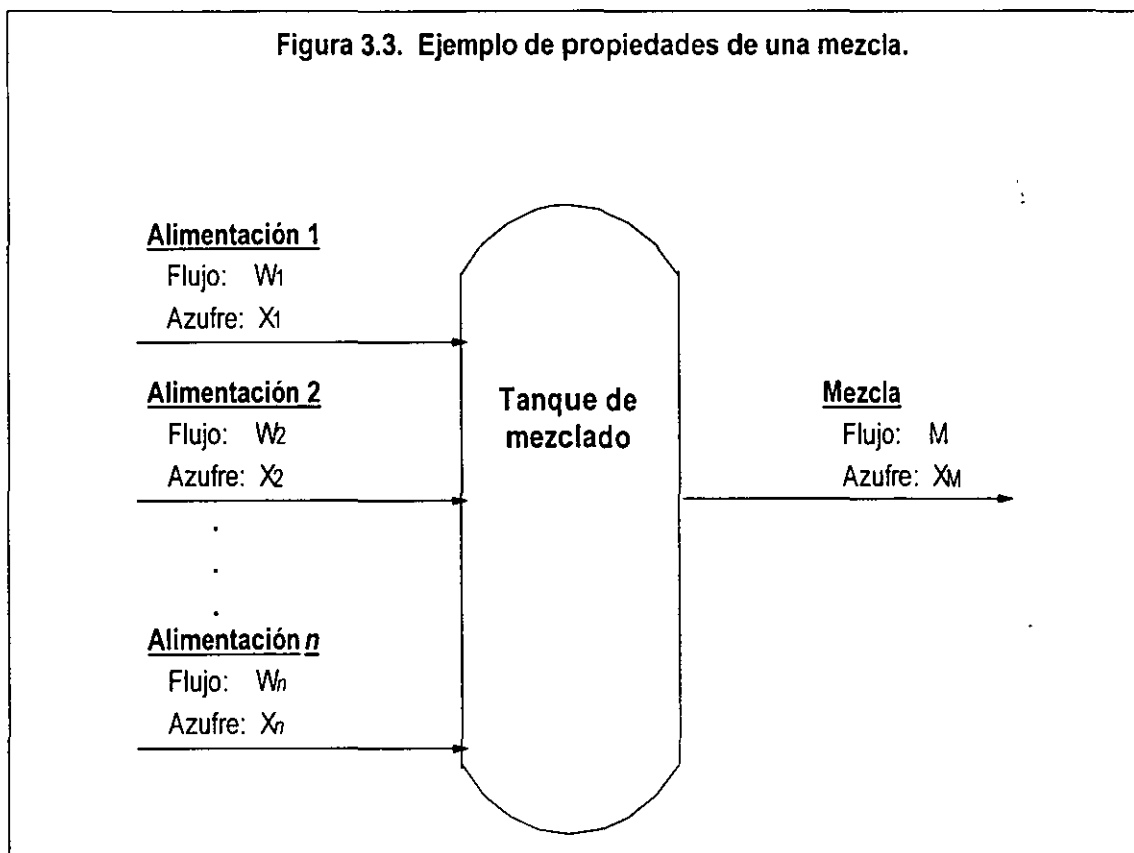 Figura 3.3. Ejemplo de propiedades de una mezcla.
Alimentación 1
Flujo: W1
Azufre: X1
Alimentación 2
Flujo: W2
Azufre: X2
.
.
.
Alimentación n
Flujo: Wn
Azufre: Xn
Tanque de
mezclado
Mezcla
Flujo: M
Azufre: XM